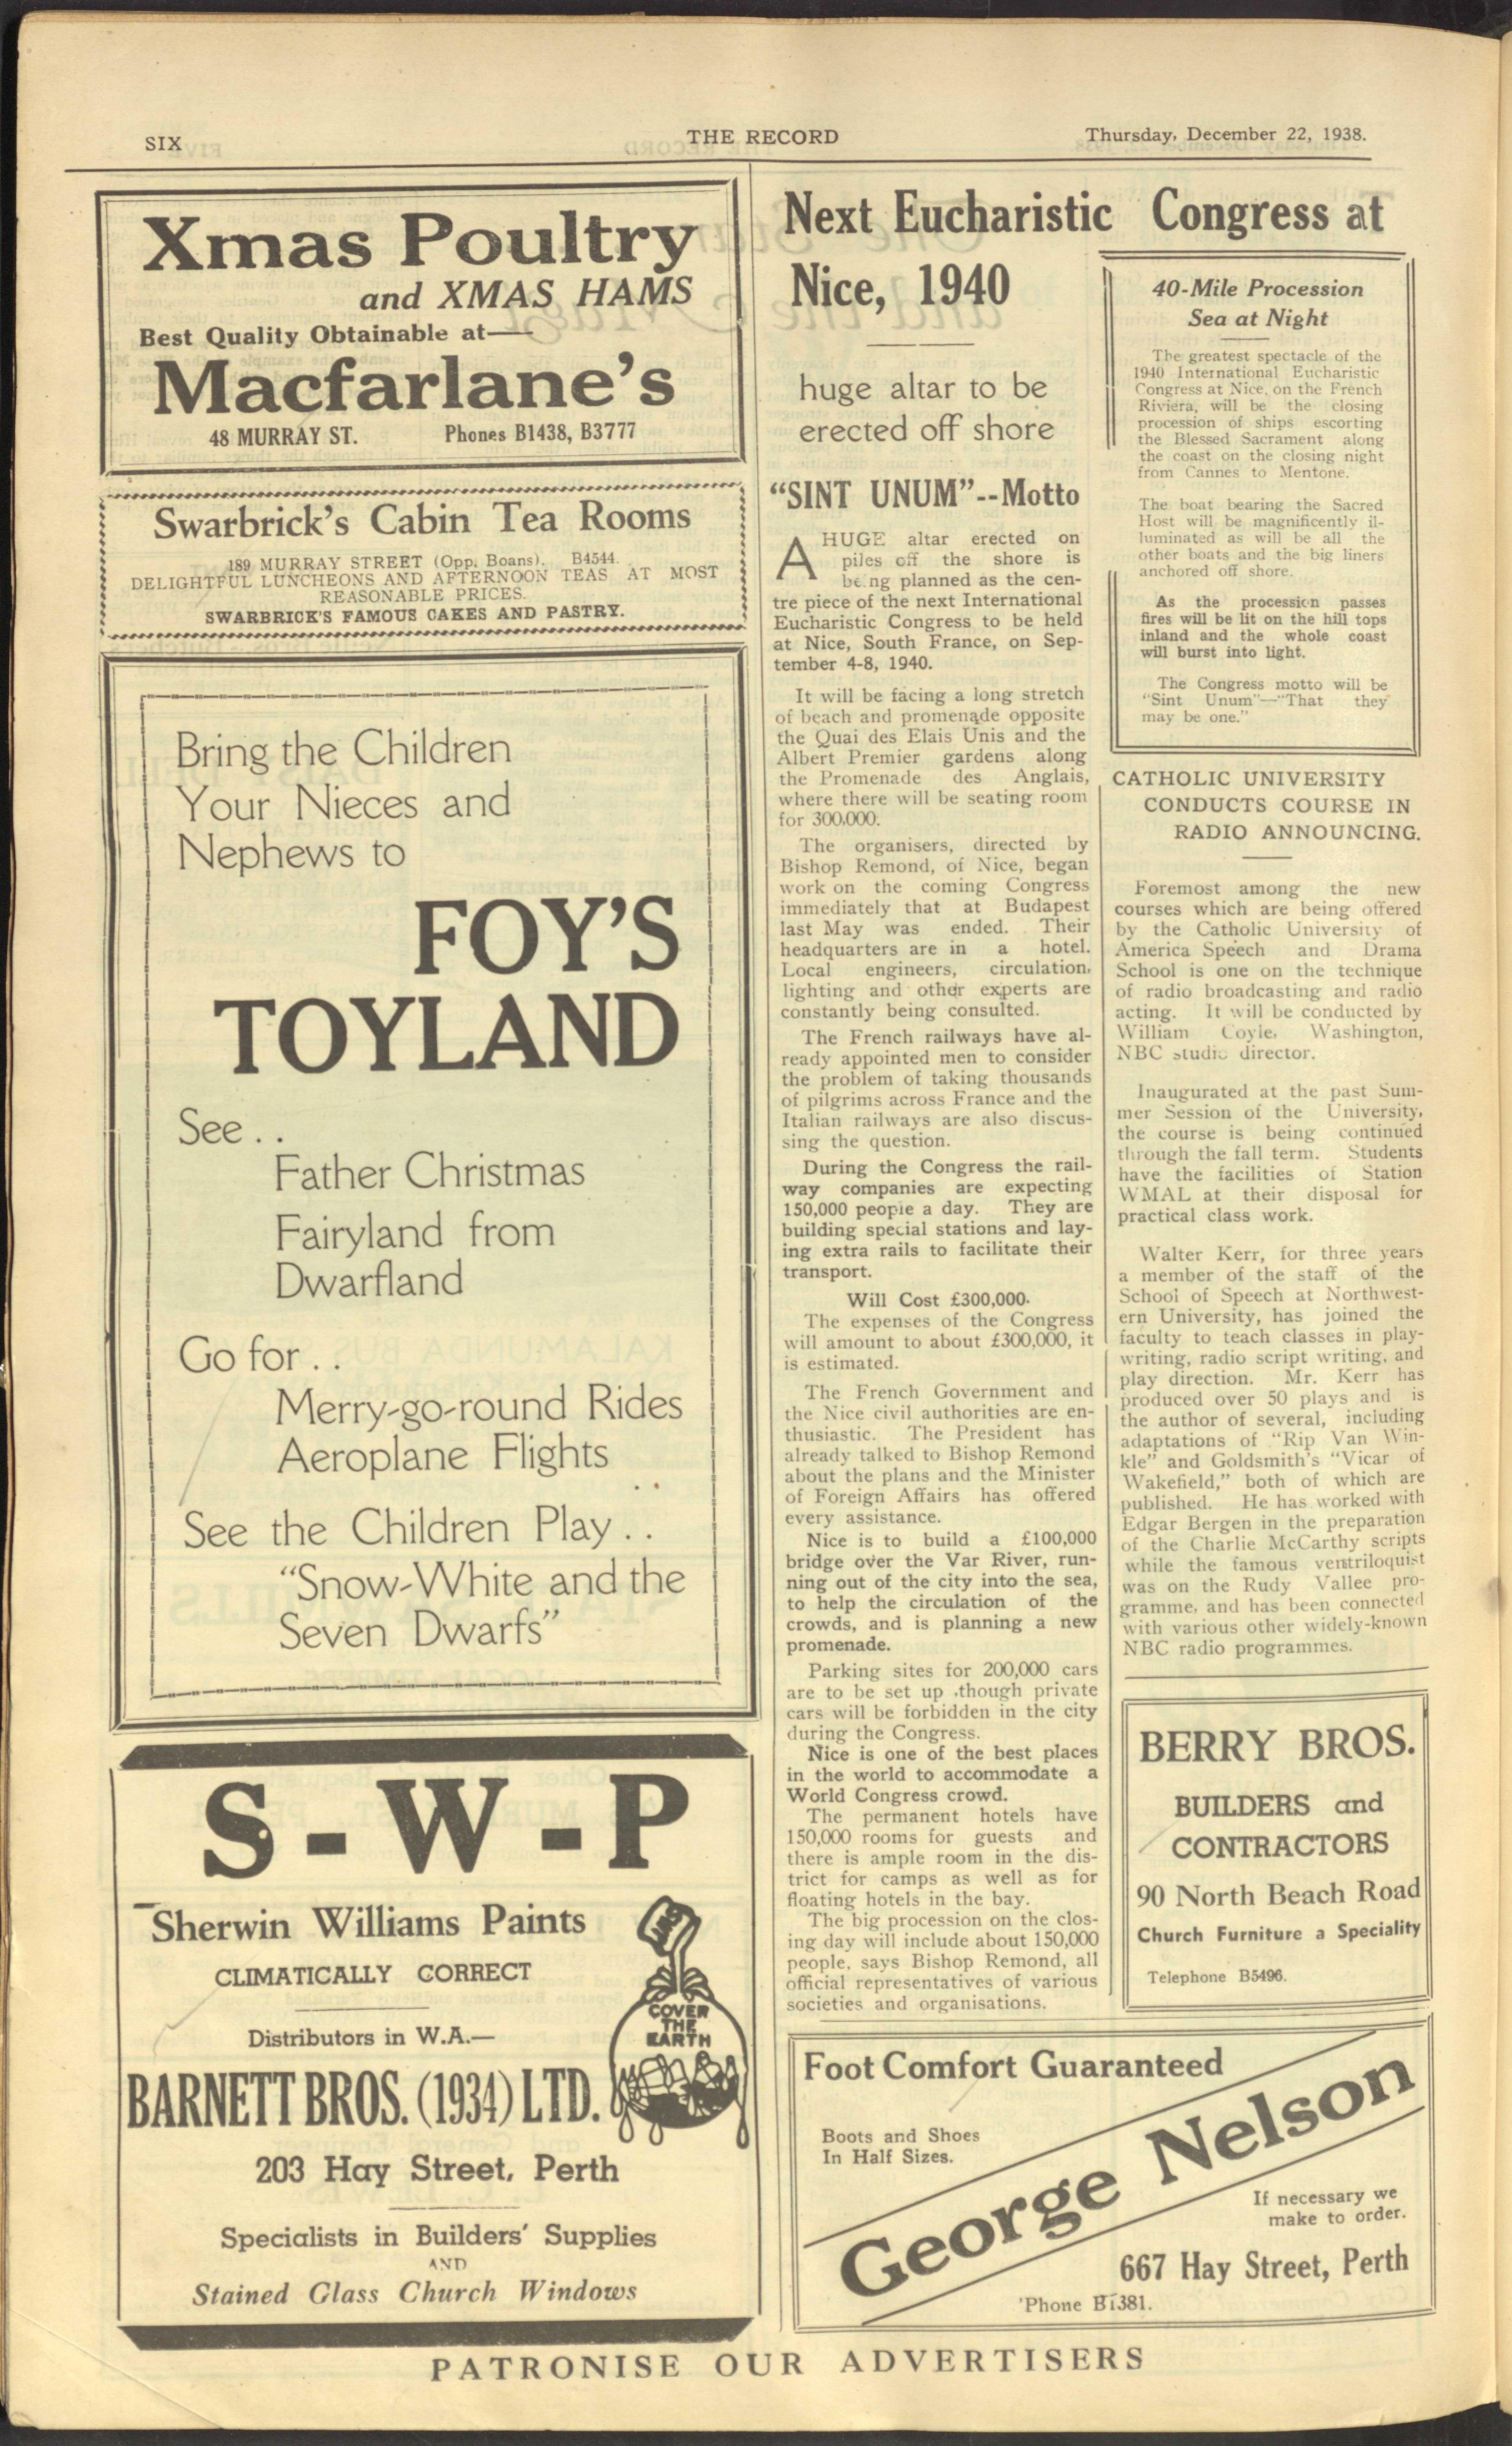 SIX
THE RECORD
Thursday, December 22, 1938.
Xmas Poultry
and XMAS HAMS
Best Quality Obtainable at—
Macfarlane's
48 MURRAY ST. Phones B1438, B3777
Swarbrick's Cabin Tea Rooms
189 MURRAY STREET (Opp. Boans). B4544.
DELIGHTFUL LUNCHEONS AND AFTERNOON TEAS AT MOST
REASONABLE PRICES.
SWARBRICK'S FAMOUS CAKES AND PASTRY.
Bring the Children
Your Nieces and
Nephews to
FOY'S
TOYLAND
See . .
Father Christmas
Fairyland from
Dwarfland
Go for . .
Merry-go-round Rides
Aeroplane Flights
See the Children Play . .
"Snow-White and the
Seven Dwarfs"
S-W-P
Sherwin Williams Paints
CLIMATICALLY CORRECT
Distributors in W.A.—
BARNETT BROS. (1934) LTD.
203 Hay Street, Perth
Specialists in Builders' Supplies
AND
Stained Glass Church Windows
SWP
COVER
THE
EARTH
Next Eucharistic Congress at
Nice, 1940
huge altar to be
erected off shore
"SINT UNUM"--Motto
A HUGE altar erected on
piles off the shore is
being planned as the cen-
tre piece of the next International
Eucharistic Congress to be held
at Nice, South France, on Sep-
tember 4-8, 1940.
It will be facing a long stretch
of beach and promenade opposite
the Quai des Elais Unis and the
Albert Premier gardens along
the Promenade des Anglais,
where there will be seating room
for 300,000.
The organisers, directed by
Bishop Remond, of Nice, began
work on the coming Congress
immediately that at Budapest
last May was ended. Their
headquarters are in a hotel.
Local engineers, circulation,
lighting and other experts are
constantly being consulted.
The French railways have al-
ready appointed men to consider
the problem of taking thousands
of pilgrims across France and the
Italian railways are also discus-
sing the question.
During the Congress the rail-
way companies are expecting
150,000 people a day. They are
building special stations and lay-
ing extra rails to facilitate their
transport.
Will Cost £300,000.
The expenses of the Congress
will amount to about £300,000, it
is estimated.
The French Government and
the Nice civil authorities are en-
thusiastic. The President has
already talked to Bishop Remond
about the plans and the Minister
of Foreign Affairs has offered
every assistance.
Nice is to build a £100,000
bridge over the Var River, run-
ning out of the city into the sea,
to help the circulation of the
crowds, and is planning a new
promenade.
Parking sites for 200,000 cars
are to be set up ,though private
cars will be forbidden in the city
during the Congress.
Nice is one of the best places
in the world to accommodate a
World Congress crowd.
The permanent hotels have
150,000 rooms for guests and
there is ample room in the dis-
trict for camps as well as for
floating hotels in the bay.
The big procession on the clos-
ing day will include about 150,000
people, says Bishop Remond, all
official representatives of various
societies and organisations.
40-Mile Procession
Sea at Night
The greatest spectacle of the
1940 International Eucharistic
Congress at Nice, on the French
Riviera, will be the closing
procession of ships escorting
the Blessed Sacrament along
the coast on the closing night
from Cannes to Mentone.
The boat bearing the Sacred
Host will be magnificently il-
luminated as will be all the
other boats and the big liners
anchored off shore.
As the procession passes
fires will be lit on the hill tops
inland and the whole coast
will burst into light.
The Congress motto will be
"Sint Unum"—"That they
may be one."
CATHOLIC UNIVERSITY
CONDUCTS COURSE IN
RADIO ANNOUNCING.
Foremost among the new
courses which are being offered
by the Catholic University of
America Speech and Drama
School is one on the technique
of radio broadcasting and radio
acting. It will be conducted by
William Coyle, Washington,
NBC studio director.
Inaugurated at the past Sum-
mer Session of the University,
the course is being continued
through the fall term. Students
have the facilities of Station
WMAL at their disposal for
practical class work.
Walter Kerr, for three years
a member of the staff of the
School of Speech at Northwest-
ern University, has joined the
faculty to teach classes in play-
writing, radio script writing, and
play direction. Mr. Kerr has
produced over 50 plays and is
the author of several, including
adaptations of "Rip Van Win-
kle" and Goldsmith's "Vicar of
Wakefield," both of which are
published. He has worked with
Edgar Bergen in the preparation
of the Charlie McCarthy scripts
while the famous ventriloquist
was on the Rudy Vallee pro-
gramme, and has been connected
with various other widely-known
NBC radio programmes.
BERRY BROS.
BUILDERS and
CONTRACTORS
90 North Beach Road
Church Furniture a Speciality
Telephone B5496.
Foot Comfort Guaranteed
Boots and Shoes
In Half Sizes.
George Nelson
If necessary we
make to order.
667 Hay Street, Perth
'Phone B1381.
PATRONISE OUR ADVERTISERS